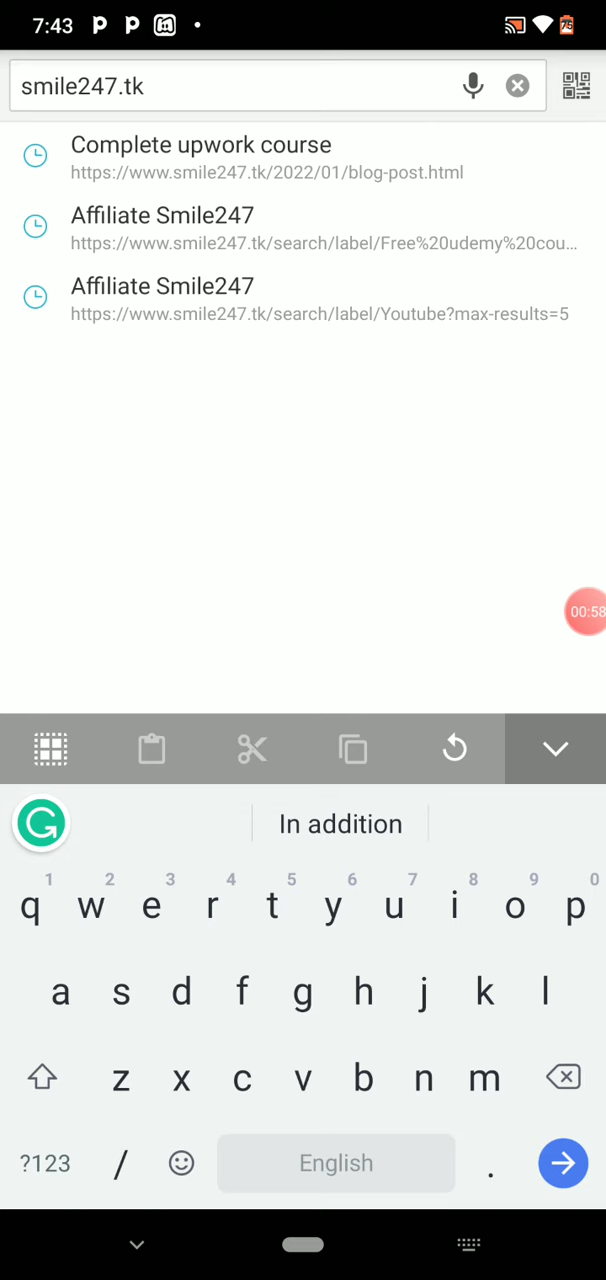 7:43
75
smile247.tk
Complete upwork course
https://www.smile247.tk/2022/01/blog-post.html
Affiliate Smile247
https://www.smile247.tk/search/label/Free%20udemy%20cou...
Affiliate Smile247
https://www.smile247.tk/search/label/Youtube?max-results=5
00:58
In addition
1 2 3 4 5 6 7 8 9 0
q w e r t y u i o p
a s d f g h j k l
z x c v b n m
?123 / English .